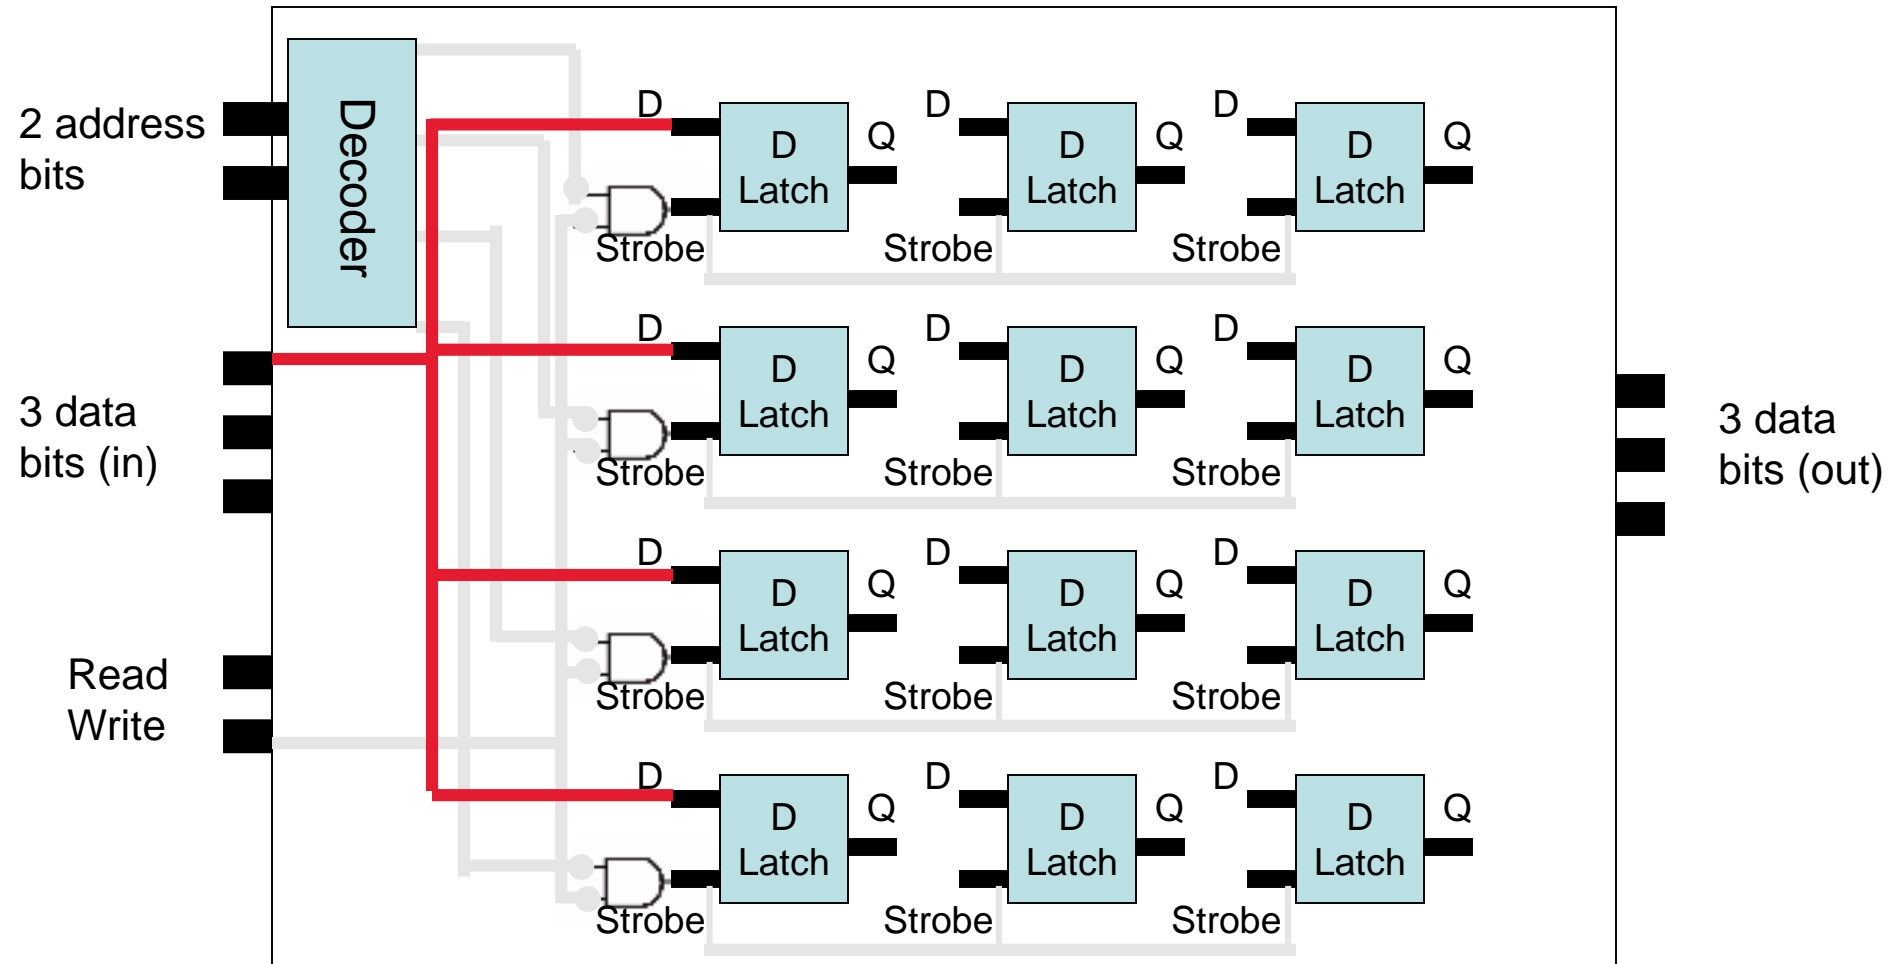 2 address
bits
Decoder
3 data
bits (in)
Read
Write
D D D
D Latch Q D Latch Q D Latch Q
Strobe Strobe Strobe
D D D
D Latch Q D Latch Q D Latch Q
Strobe Strobe Strobe
D D D
D Latch Q D Latch Q D Latch Q
Strobe Strobe Strobe
D D D
D Latch Q D Latch Q D Latch Q
Strobe Strobe Strobe
3 data
bits (out)